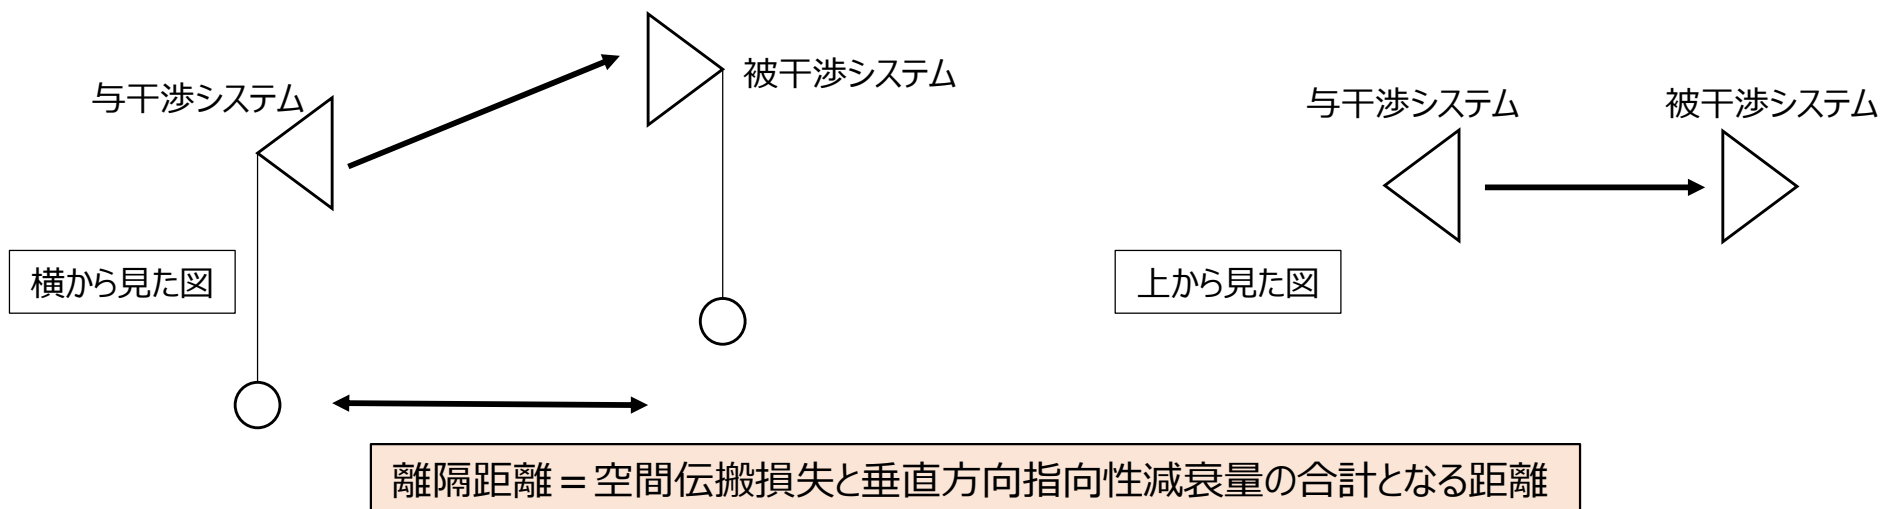 与干渉システム
被干渉システム
横から見た図
離隔距離 = 空間伝搬損失と垂直方向指向性減衰量の合計となる距離
与干渉システム
被干渉システム
上から見た図